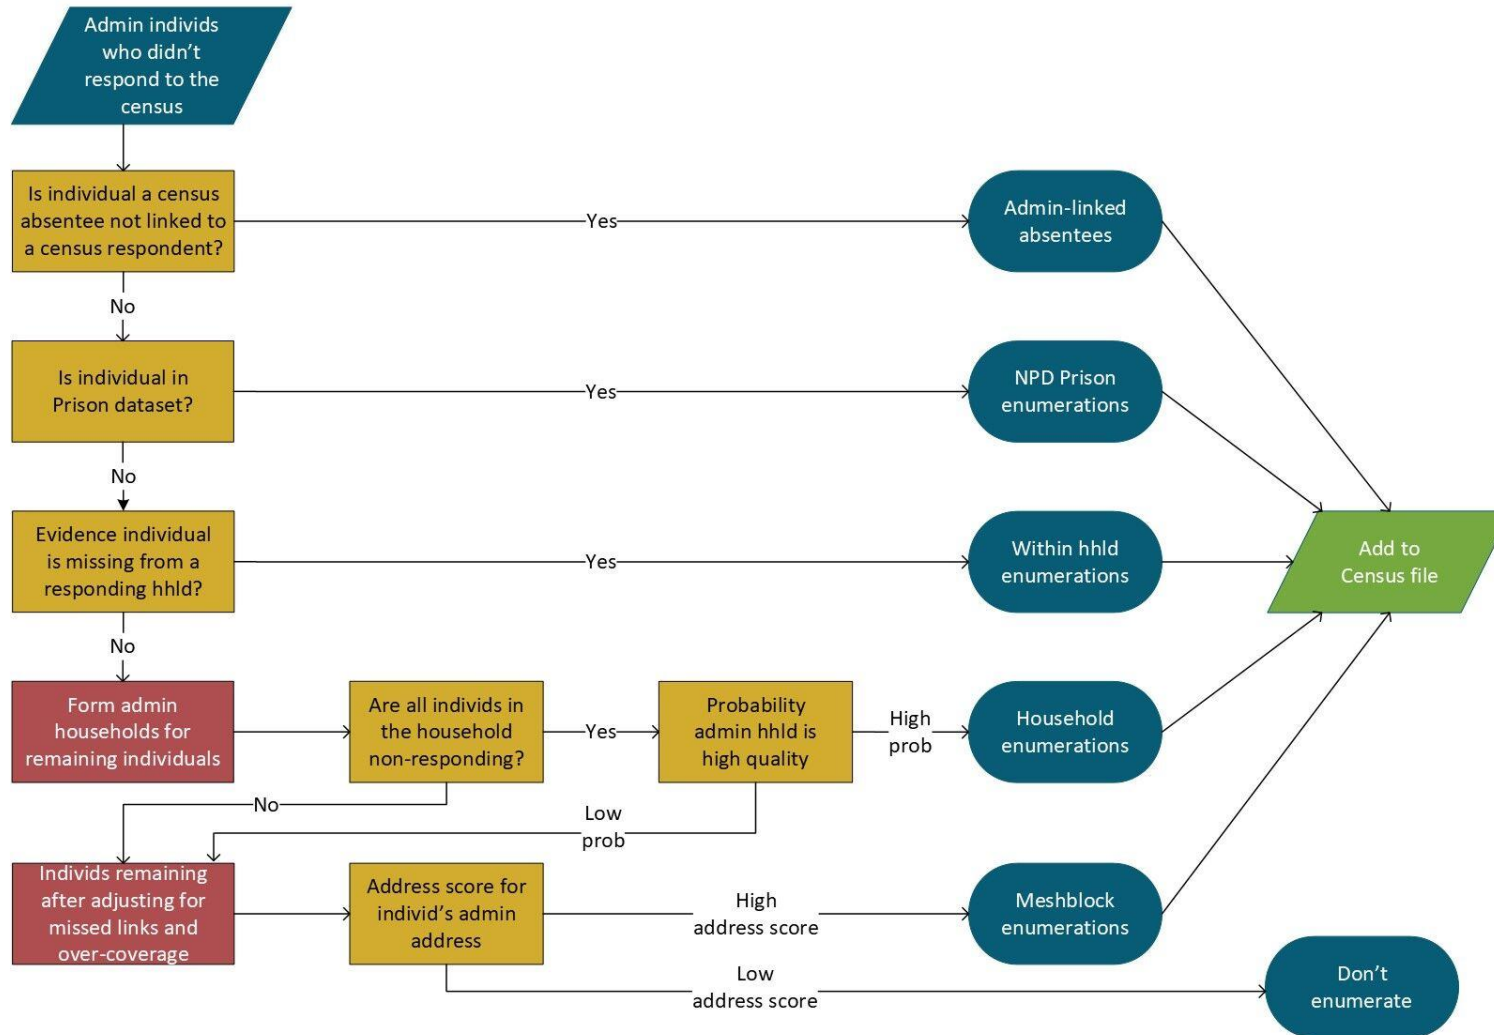 Admin individs
who didn’t
respond to the
census
Is individual a census
absentee not linked to
a census respondent?
Yes
Admin-linked
absentees
No
Is individual in
Prison dataset?
Yes
NPD Prison
enumerations
No
Evidence individual
is missing from a
responding hhld?
Yes
Within hhld
enumerations
Add to
Census file
No
Form admin
households for
remaining individuals
Are all individs in
the household
non-responding?
Yes
Probability
admin hhld is
high quality
High
prob
Household
enumerations
No
Low
prob
Individs remaining
after adjusting for
missed links and
over-coverage
Address score for
individ’s admin
address
High
address score
Meshblock
enumerations
Low
address score
Don’t
enumerate